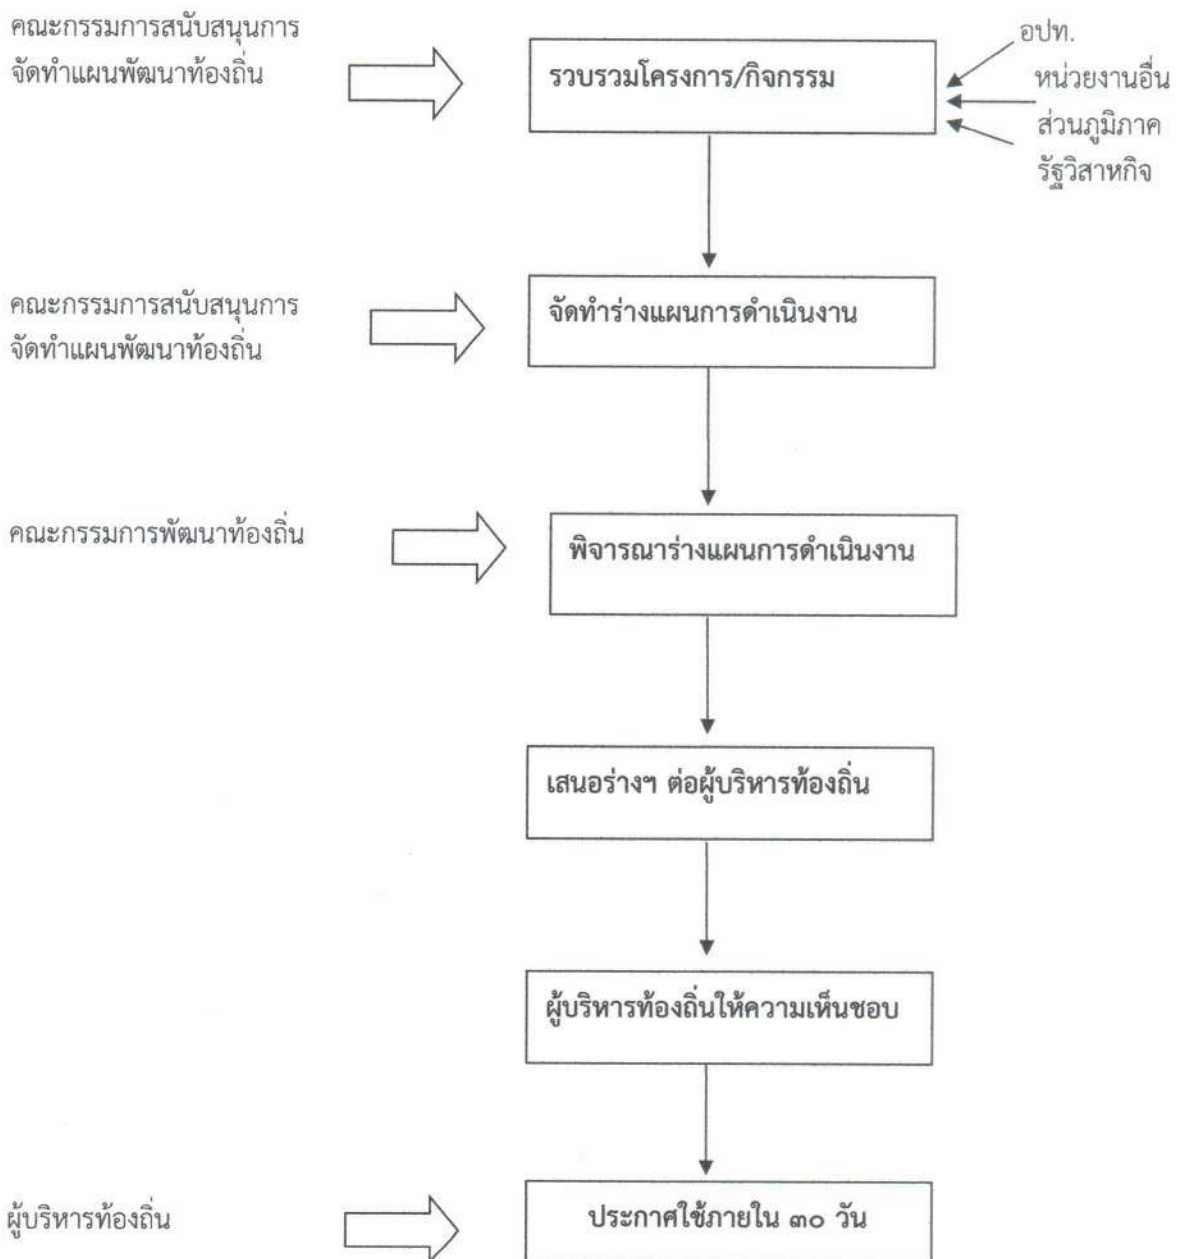 คณะกรรมการสนับสนุนการ
จัดทำแผนพัฒนาท้องถิ่น
รวบรวมโครงการ/กิจกรรม
อปท.
หน่วยงานอื่น
ส่วนภูมิภาค
รัฐวิสาหกิจ
คณะกรรมการสนับสนุนการ
จัดทำแผนพัฒนาท้องถิ่น
จัดทำร่างแผนการดำเนินงาน
คณะกรรมการพัฒนาท้องถิ่น
พิจารณาร่างแผนการดำเนินงาน
เสนอร่างฯ ต่อผู้บริหารท้องถิ่น
ผู้บริหารท้องถิ่นให้ความเห็นชอบ
ผู้บริหารท้องถิ่น
ประกาศใช้ภายใน ๓๐ วัน